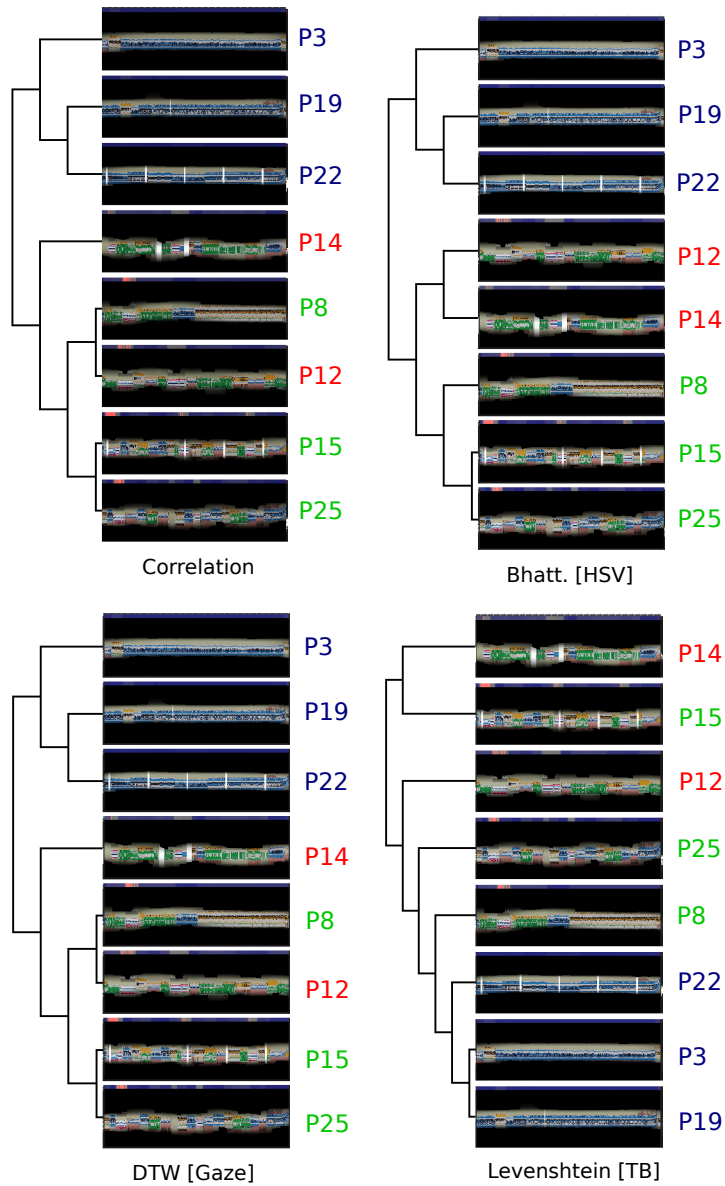 P3
P19
P22
P14
P8
P12
P15
P25
Correlation
P3
P19
P22
P12
P14
P8
P15
P25
Bhatt. [HSV]
P3
P19
P22
P14
P8
P12
P15
P25
DTW [Gaze]
P14
P15
P12
P25
P8
P22
P3
P19
Levenshtein [TB]